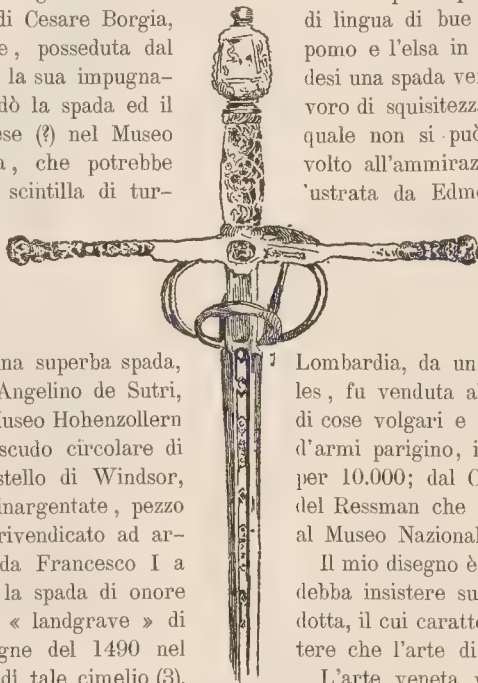 di Cesare Borgia,
e, posseduta dal
la sua impugna-
dò la spada ed il
ese (?) nel Museo
a, che potrebbe
scintilla di tur-
na superba spada,
Angelino de Sutri,
Iuseo Hohenzollern
scudo circolare di
stello di Windsor,
inargentate, pezzo
rivendicato ad ar-
da Francesco I a
la spada di onore
« landgrave » di
gne del 1490 nel
di tale cimelio (3).
di lingua di bue
pomo e l'elsa in
desi una spada ve
voro di squisitezz
quale non si può
volto all'ammiraz
ustrata da Edm
Lombardia, da un
les, fu venduta a
di cose volgari e
d'armi parigino, i
per 10.000; dal
del Ressman che
al Museo Nazional
Il mio disegno è
debba insistere su
dotta, il cui caratt
tere che l'arte di
L'arte veneta